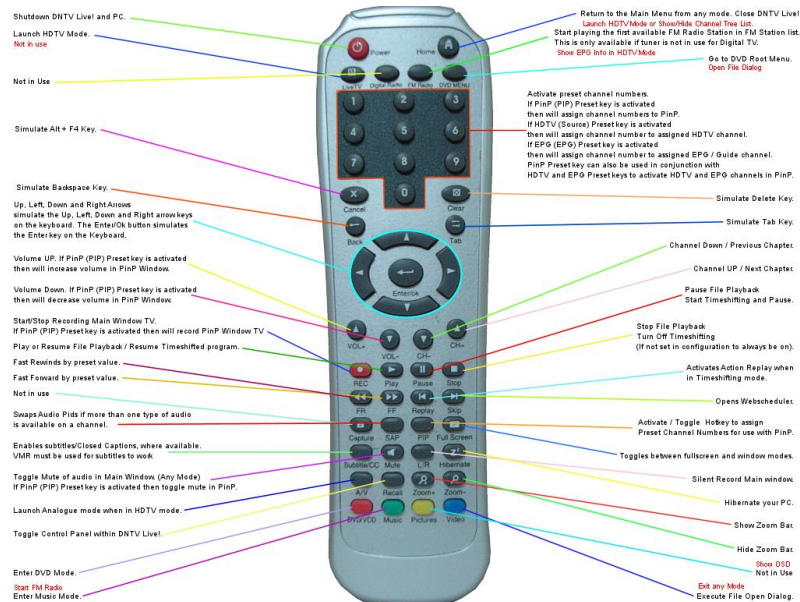 Shutdown DNTV Live! and PC.
Launch HDTV Mode.
Not in use
Not in Use
Simulate Alt + F4 Key.
Simulate Backspace Key.
Up, Left, Down and Right Arrows
simulate the Up, Left, Down and Right arrow keys
on the keyboard. The Enter/Ok button simulates
the Enter key on the Keyboard.
Volume UP. If PinP (PIP) Preset key is activated
then will increase volume in PinP Window.
Volume Down. If PinP (PIP) Preset key is activated
then will decrease volume in PinP Window.
Start/Stop Recording Main Window TV.
If PinP (PIP) Preset key is activated then will record PinP Window TV
Play or Resume File Playback / Resume Timeshifted program.
Fast Rewinds by preset value.
Fast Forward by preset value.
Not in use
Swaps Audio Pids if more than one type of audio
is available on a channel.
Enables subtitles/Closed Captions, where available.
VMR must be used for subtitles to work
Toggle Mute of audio in Main Window. (Any Mode)
If PinP (PIP) Preset key is activated then toggle mute in PinP.
Launch Analogue mode when in HDTV mode.
Toggle Control Panel within DNTV Live!.
Enter DVD Mode.
Start FM Radio
Enter Music Mode.
Power
Home
LiveTV
Digital Radio
FM Radio
DVD MENU
1
2
3
4
5
6
7
8
9
0
X
Cancel
Clear
Back
Tab
Enter/ok
VOL+
VOL-
CH-
CH+
REC
Play
Pause
Stop
FR
FF
Replay
Skip
Capture
SAP
PIP
Full Screen
Subtitle/CC
Mute
L/R
Hibernate
A/V
Recall
Zoom+
Zoom-
DVD/VCD
Music
Pictures
Video
Return to the Main Menu from any mode. Close DNTV Live!
Launch HDTV Mode or Show/Hide Channel Tree List.
Start playing the first available FM Radio Station in FM Station list.
This is only available if tuner is not in use for Digital TV.
Show EPG Info in HDTV Mode
Go to DVD Root Menu.
Open File Dialog
Activate preset channel numbers.
If PinP (PIP) Preset key is activated
then will assign channel numbers to PinP.
If HDTV (Source) Preset key is activated
then will assign channel number to assigned HDTV channel.
If EPG (EPG) Preset key is activated
then will assign channel number to assigned EPG / Guide channel.
PinP Preset key can also be used in conjunction with
HDTV and EPG Preset keys to activate HDTV and EPG channels in PinP.
Simulate Delete Key.
Simulate Tab Key.
Channel Down / Previous Chapter.
Channel UP / Next Chapter.
Pause File Playback
Start Timeshifting and Pause.
Stop File Playback
Turn Off Timeshifting
(If not set in configuration to always be on).
Activates Action Replay when
in Timeshifting mode.
Opens Webscheduler.
Activate / Toggle Hotkey to assign
Preset Channel Numbers for use with PinP.
Toggles between fullscreen and window modes.
Silent Record Main window.
Hibernate your PC.
Show Zoom Bar.
Hide Zoom Bar.
Show OSD
Not in Use
Exit any Mode
Execute File Open Dialog.